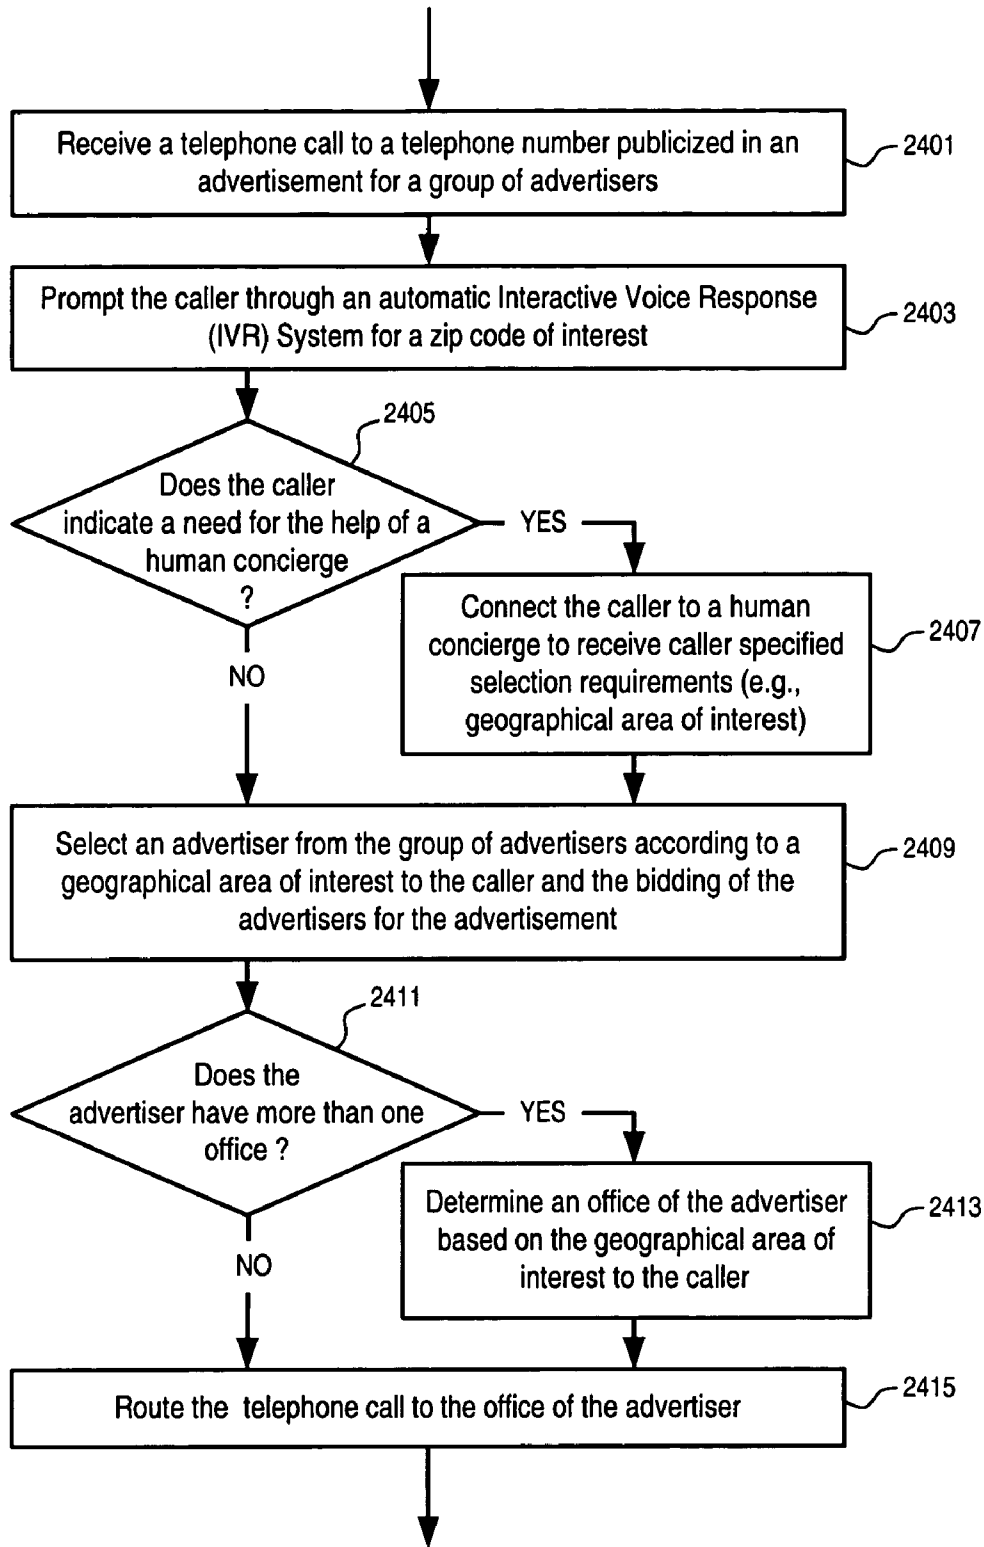 Receive a telephone call to a telephone number publicized in an
advertisement for a group of advertisers
2401
Prompt the caller through an automatic Interactive Voice Response
(IVR) System for a zip code of interest
2403
2405
Does the caller
indicate a need for the help of a
human concierge
?
YES
NO
Connect the caller to a human
concierge to receive caller specified
selection requirements (e.g.,
geographical area of interest)
2407
Select an advertiser from the group of advertisers according to a
geographical area of interest to the caller and the bidding of the
advertisers for the advertisement
2409
2411
Does the
advertiser have more than one
office ?
YES
NO
Determine an office of the advertiser
based on the geographical area of
interest to the caller
2413
Route the telephone call to the office of the advertiser
2415